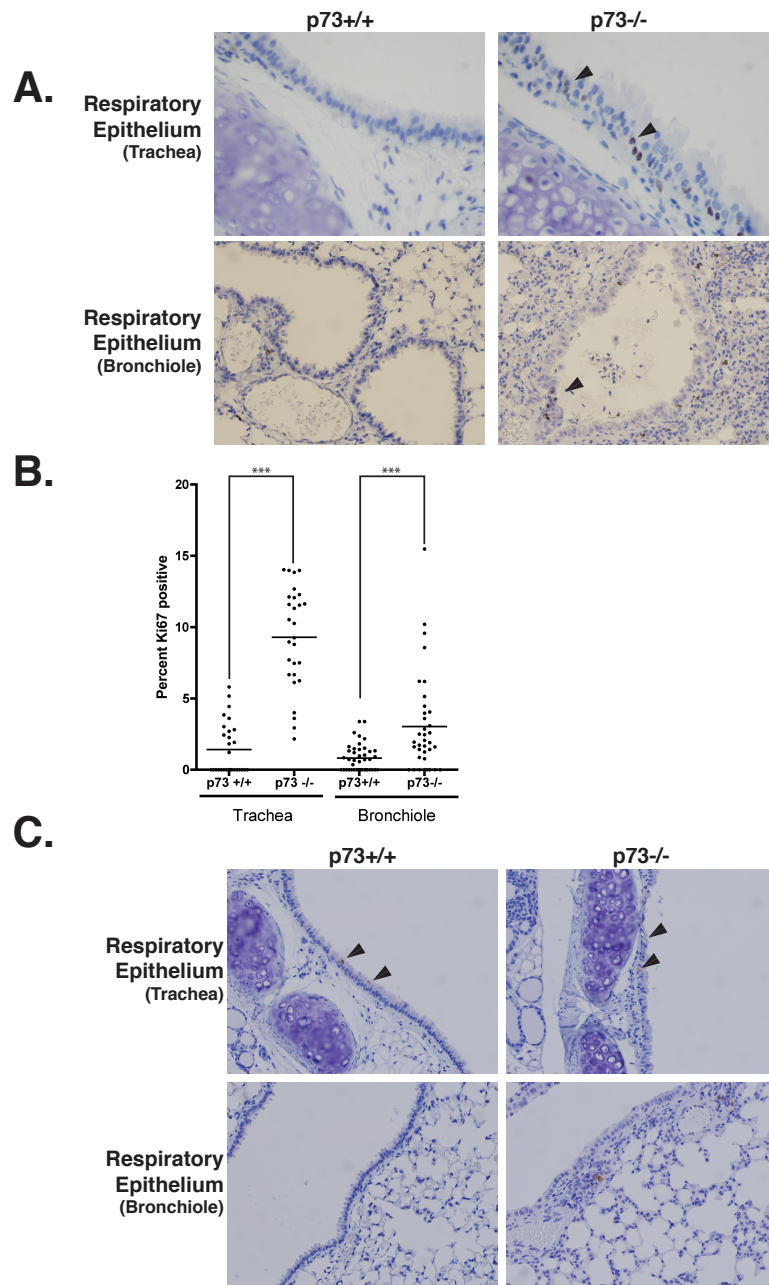 p73+/+
p73-/-
A.
Respiratory
Epithelium
(Trachea)
Respiratory
Epithelium
(Bronchiole)
B.
Percent Ki67 positive
20
15
10
5
0
***
***
p73 +/+
p73 -/-
p73+/+
p73-/-
Trachea
Bronchiole
C.
p73+/+
p73-/-
Respiratory
Epithelium
(Trachea)
Respiratory
Epithelium
(Bronchiole)